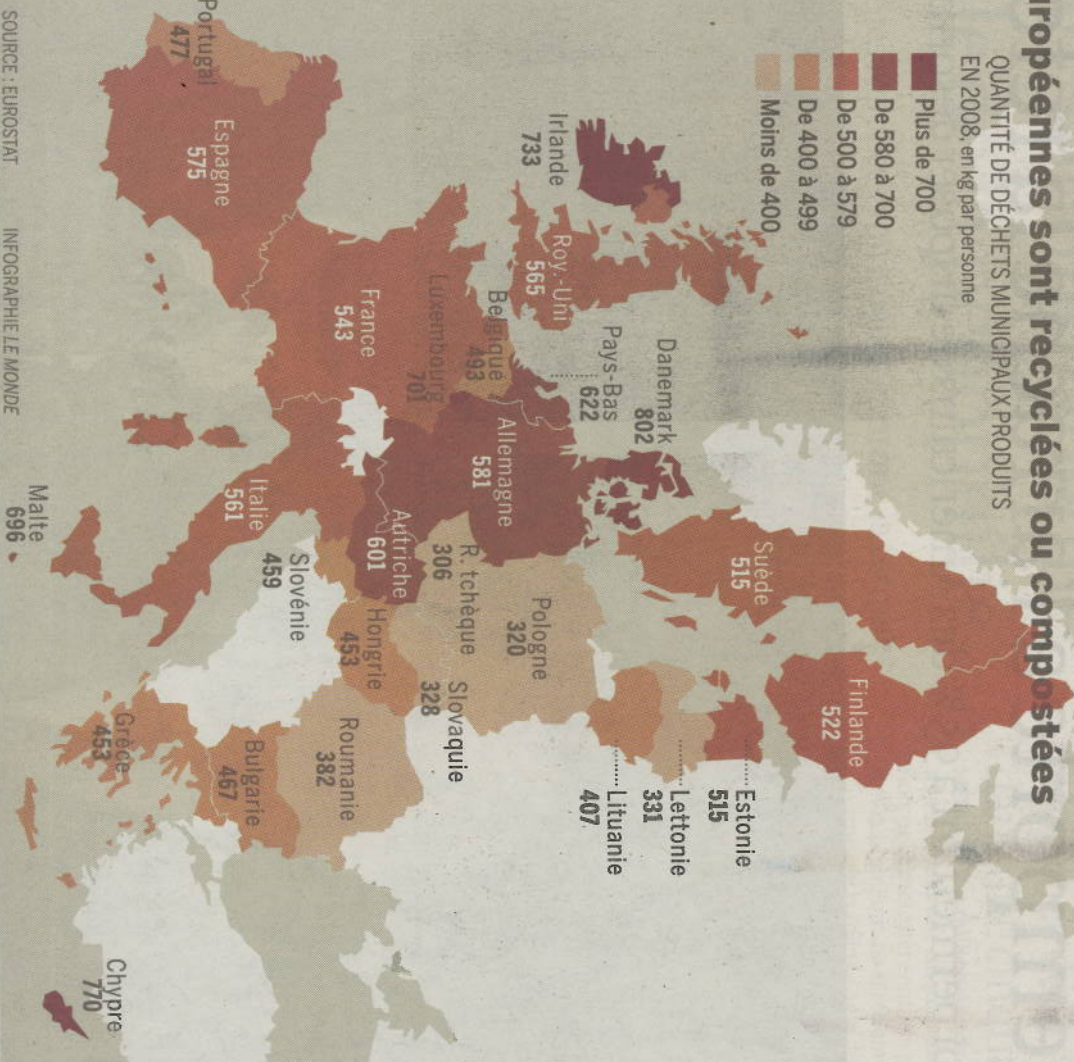 uropéennes sont recyclées ou compostées
QUANTITÉ DE DÉCHETS MUNICIPAUX PRODUITS
EN 2008, en kg par personne
Plus de 700
De 580 à 700
De 500 à 579
De 400 à 499
Moins de 400
Finlande
522
Suède
515
Estonie
515
Lettonie
331
Lituanie
407
Danemark
802
Irlande
733
Roy.-Uni
565
Pays-Bas
622
Belgique
493
Luxembourg
701
Allemagne
581
Pologne
320
R. tchèque
306
Slovaquie
328
Autriche
601
Hongrie
453
France
543
Roumanie
382
Slovénie
459
Italie
561
Bulgarie
467
Portugal
477
Espagne
575
Grèce
453
Chypre
770
Malte
696
SOURCE : EUROSTAT
INFOGRAPHIE LE MONDE